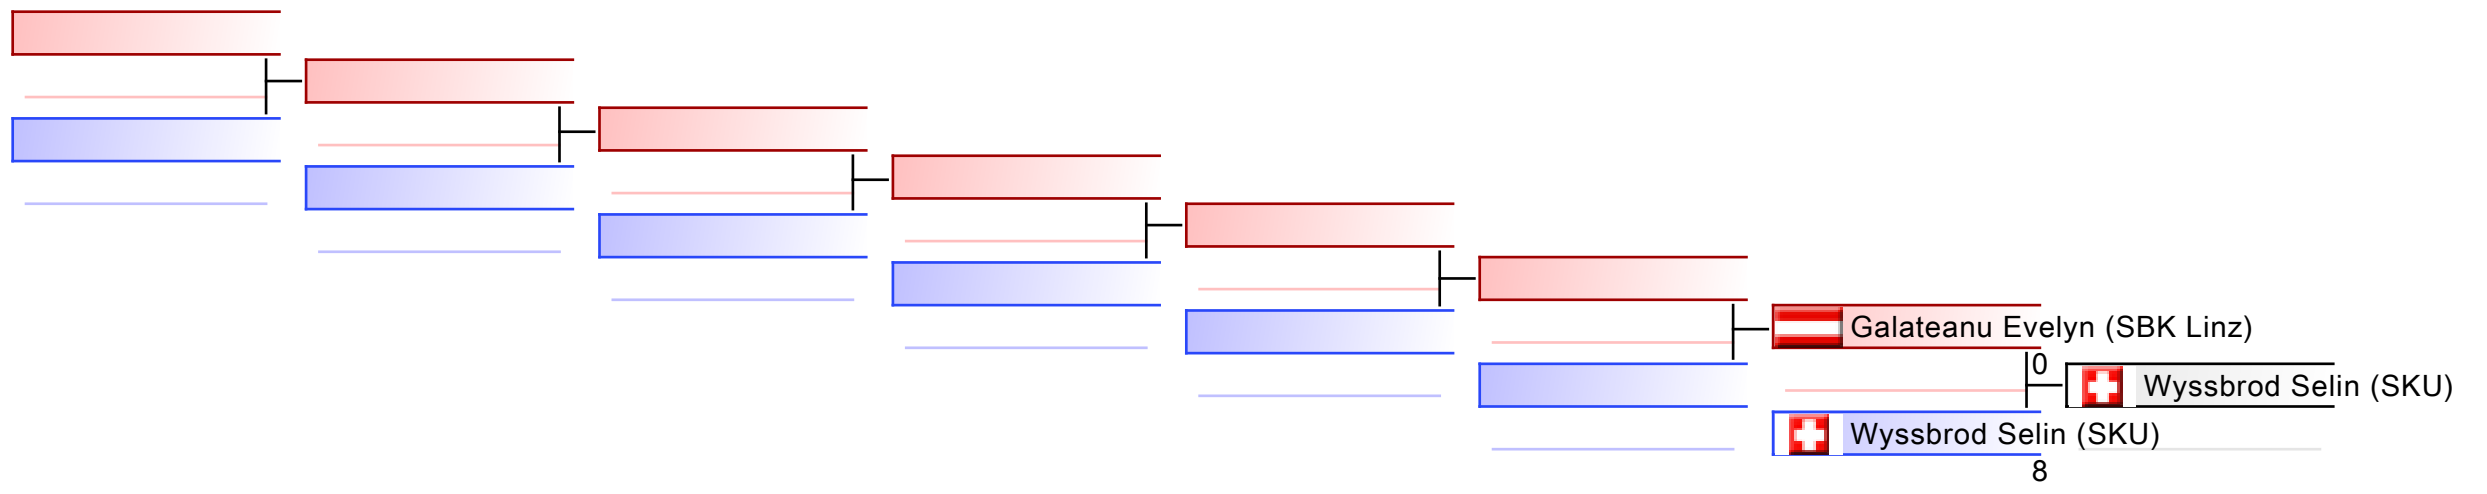 Galateanu Evelyn (SBK Linz)
0
Wyssbrod Selin (SKU)
Wyssbrod Selin (SKU)
8